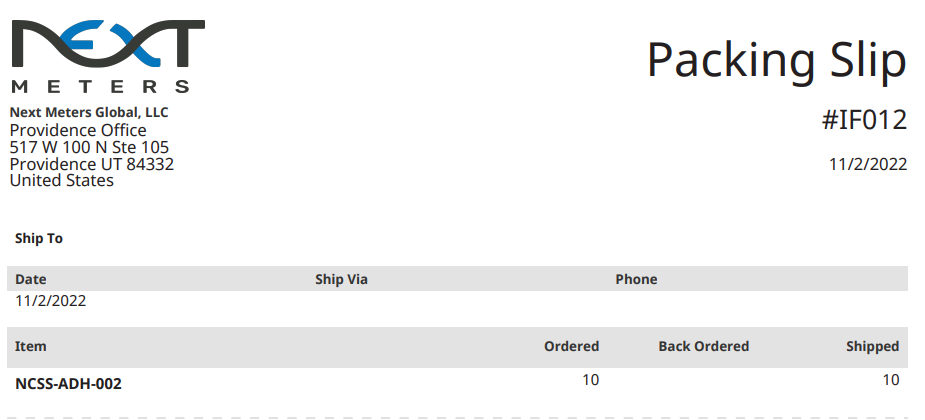 NEXT
METERS
Next Meters Global, LLC
Providence Office
517 W 100 N Ste 105
Providence UT 84332
United States
Packing Slip
#IF012
11/2/2022
Ship To
Date Ship Via Phone
11/2/2022
Item Ordered Back Ordered Shipped
NCSS-ADH-002 10 10